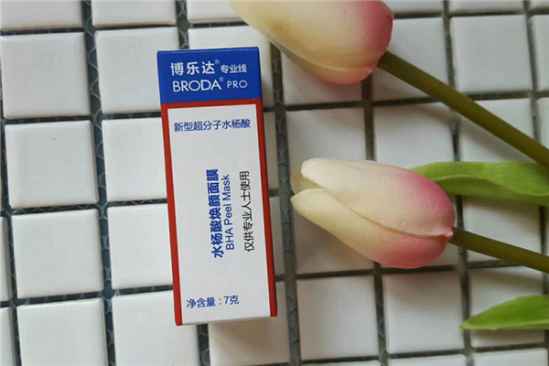 博乐达® 专业线
BRODA® PRO
新型超分子水杨酸
水杨酸焕颜面膜
BHA Peel Mask
仅供专业人士使用
净含量：7克